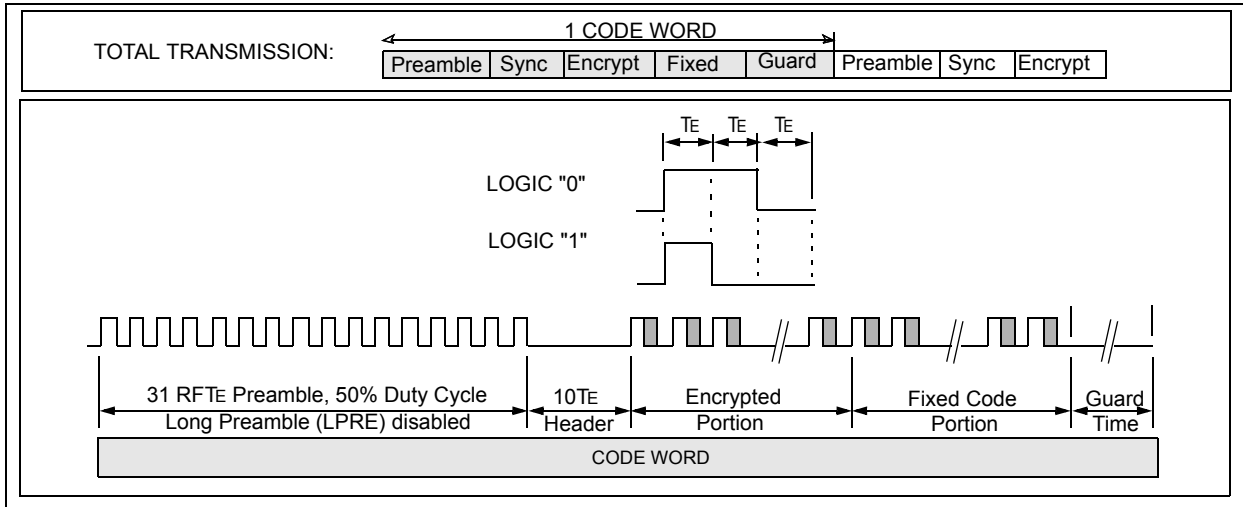 1 CODE WORD
TOTAL TRANSMISSION:
Preamble Sync Encrypt Fixed Guard Preamble Sync Encrypt
TE TE TE
LOGIC "0"
LOGIC "1"
31 RFTE Preamble, 50% Duty Cycle
Long Preamble (LPRE) disabled
10TE
Header
Encrypted
Portion
Fixed Code
Portion
Guard
Time
CODE WORD